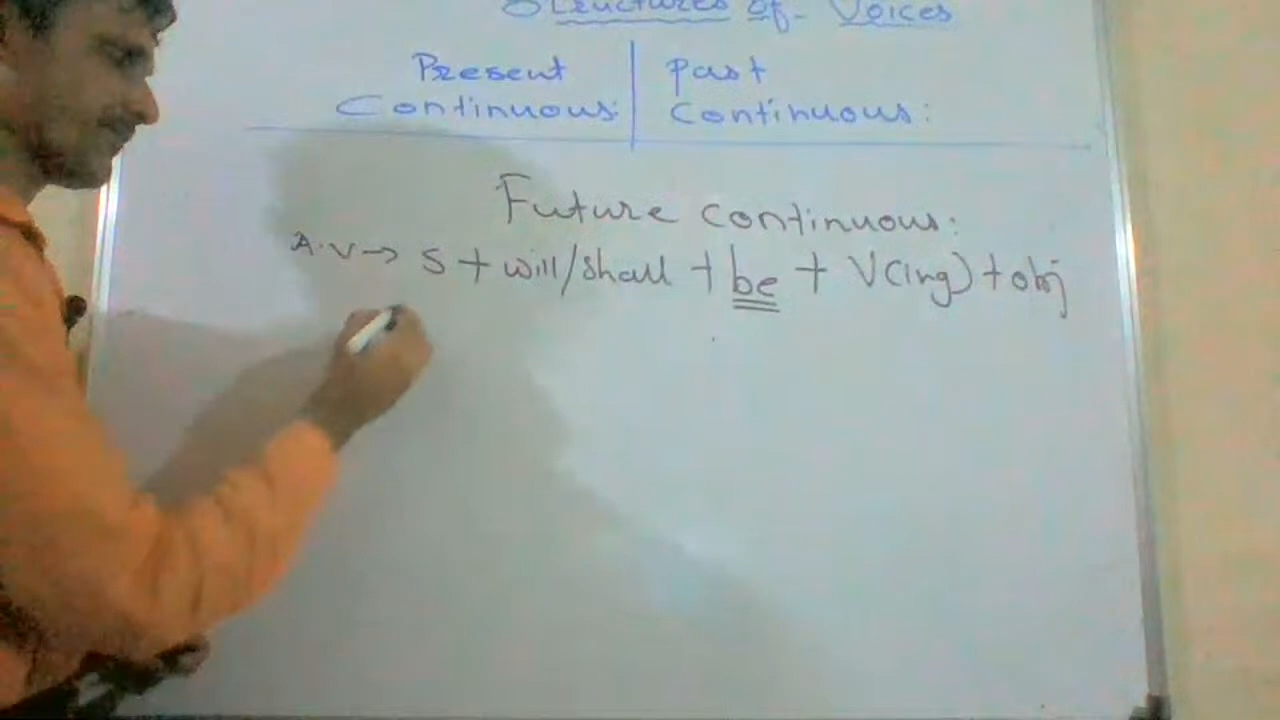 Structures of Voices
Present
Continuous:
Past
Continuous:
Future continuous:
A.V→ S + will/shall + be + V(ing) + obj